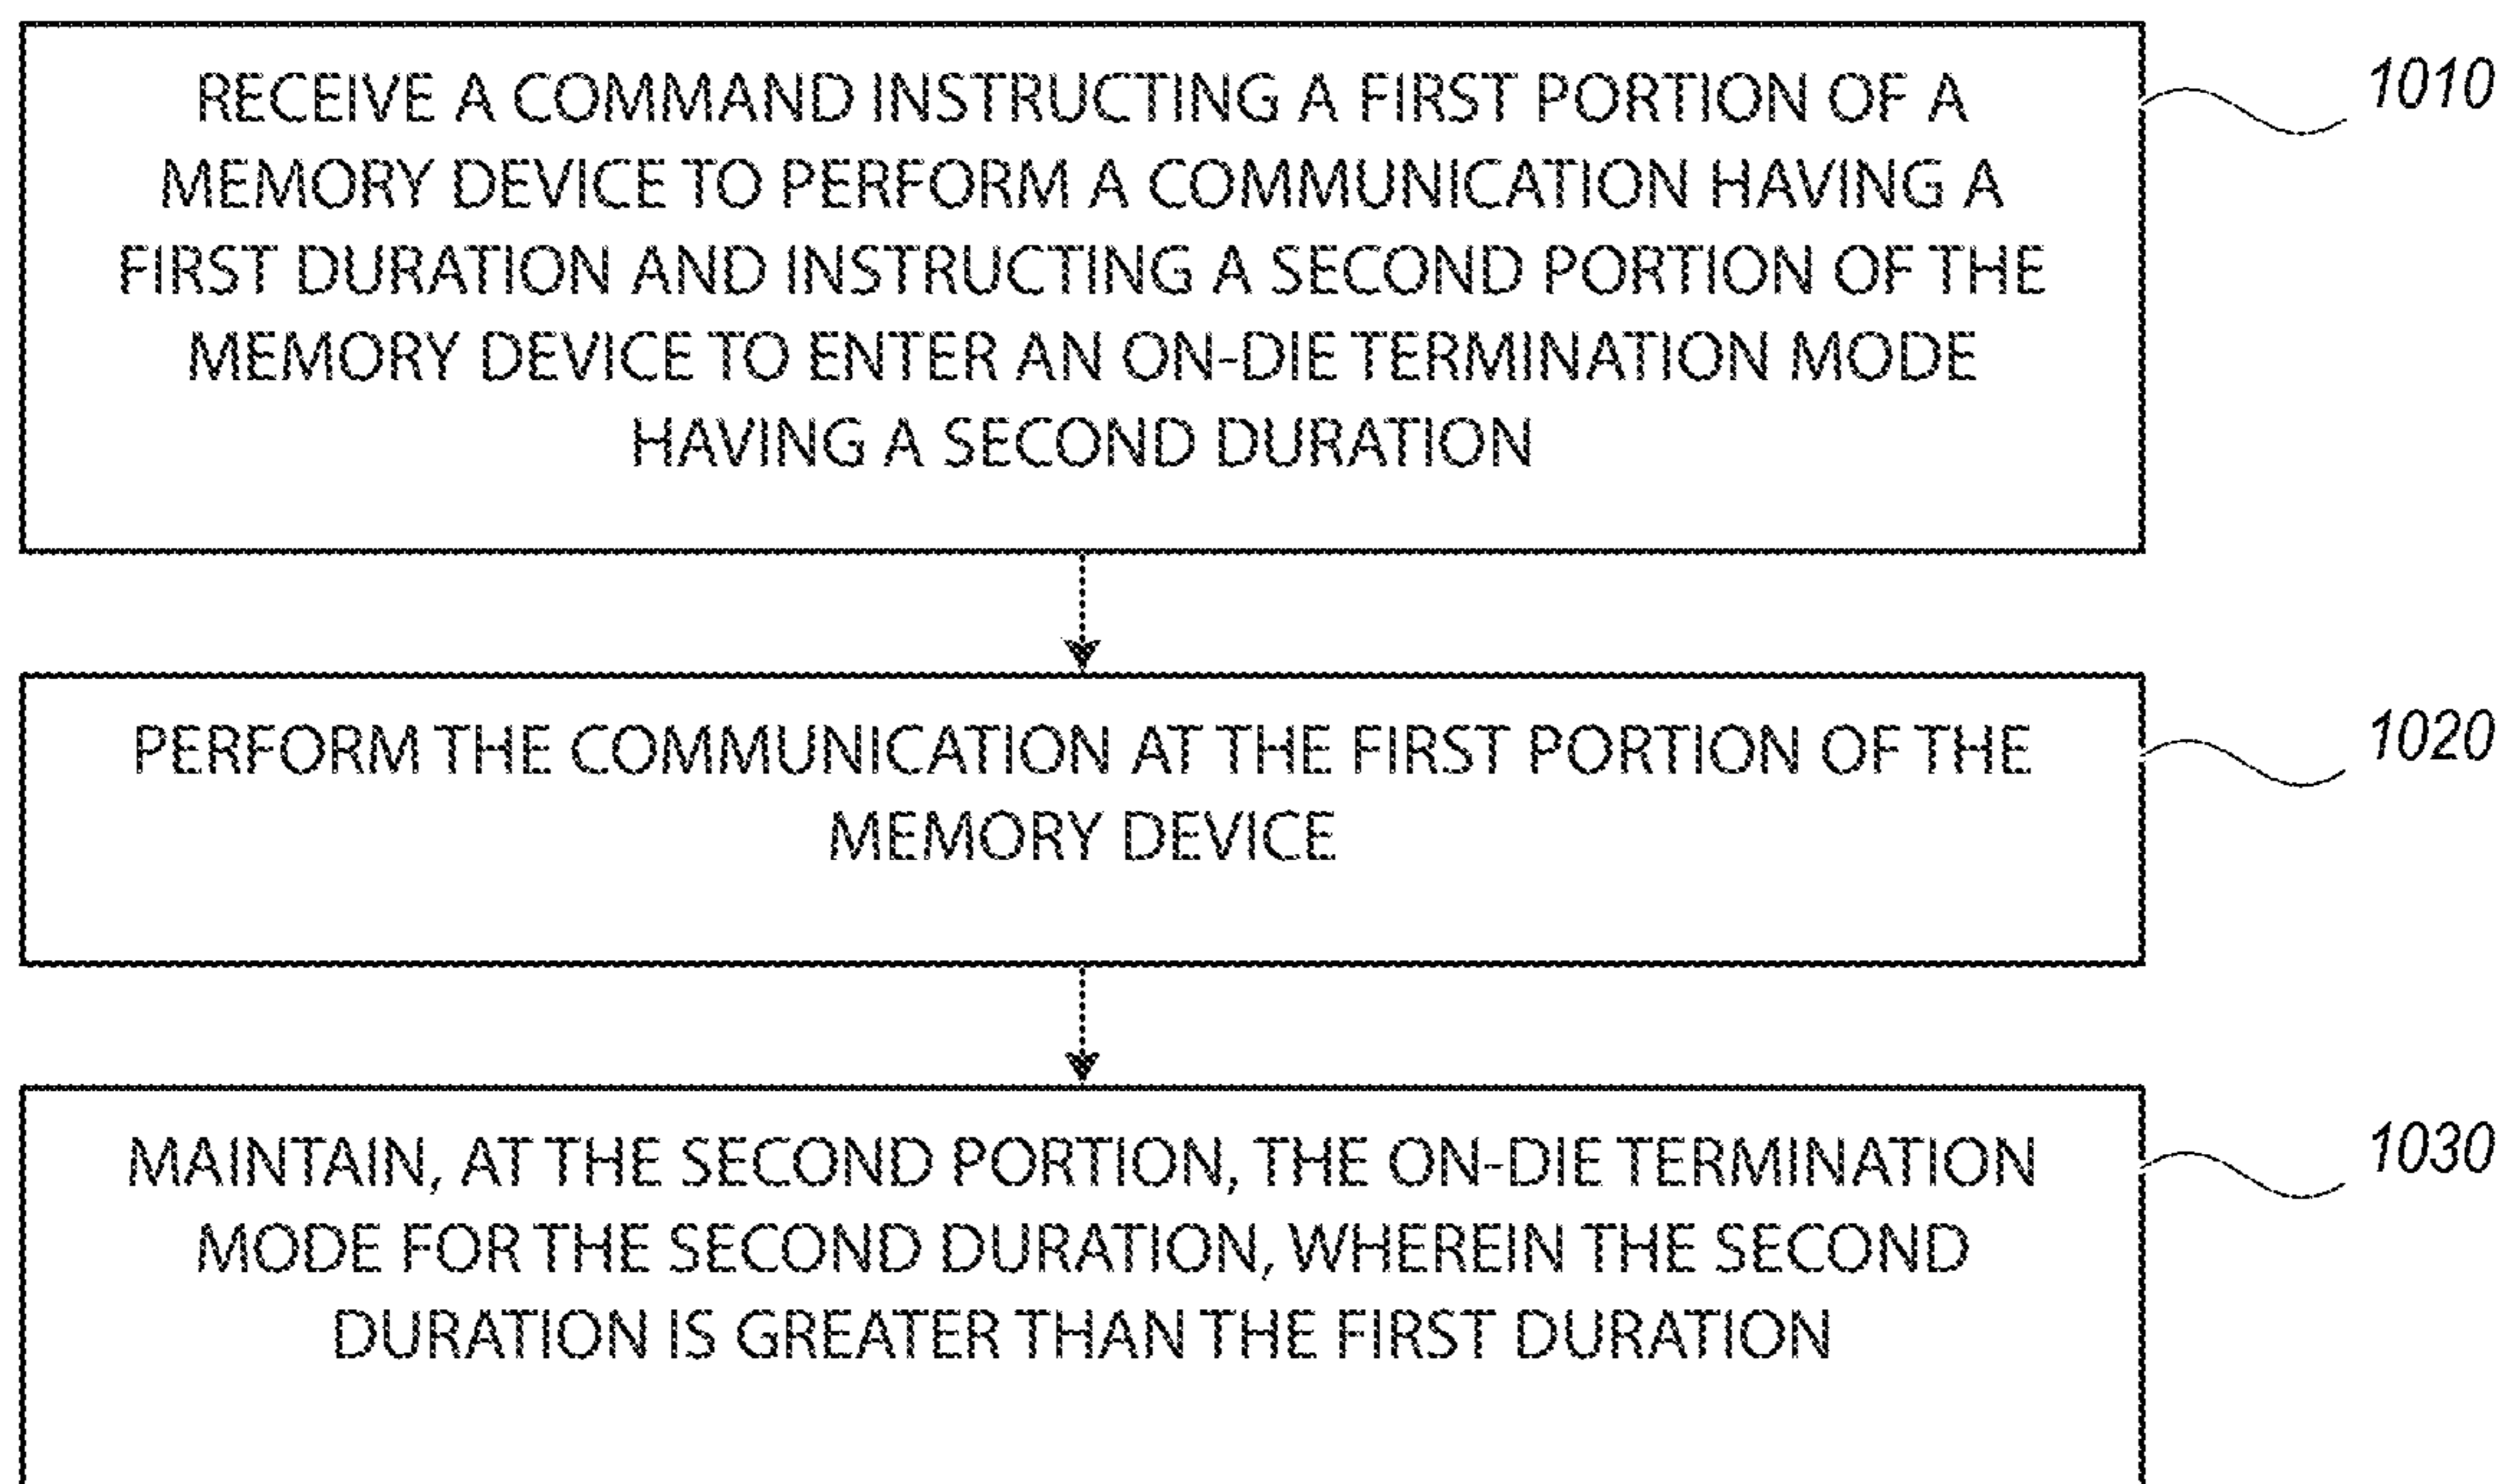 RECEIVE A COMMAND INSTRUCTING A FIRST PORTION OF A
MEMORY DEVICE TO PERFORM A COMMUNICATION HAVING A
FIRST DURATION AND INSTRUCTING A SECOND PORTION OF THE
MEMORY DEVICE TO ENTER AN ON-DIE TERMINATION MODE
HAVING A SECOND DURATION
1010
PERFORM THE COMMUNICATION AT THE FIRST PORTION OF THE
MEMORY DEVICE
1020
MAINTAIN, AT THE SECOND PORTION, THE ON-DIE TERMINATION
MODE FOR THE SECOND DURATION, WHEREIN THE SECOND
DURATION IS GREATER THAN THE FIRST DURATION
1030